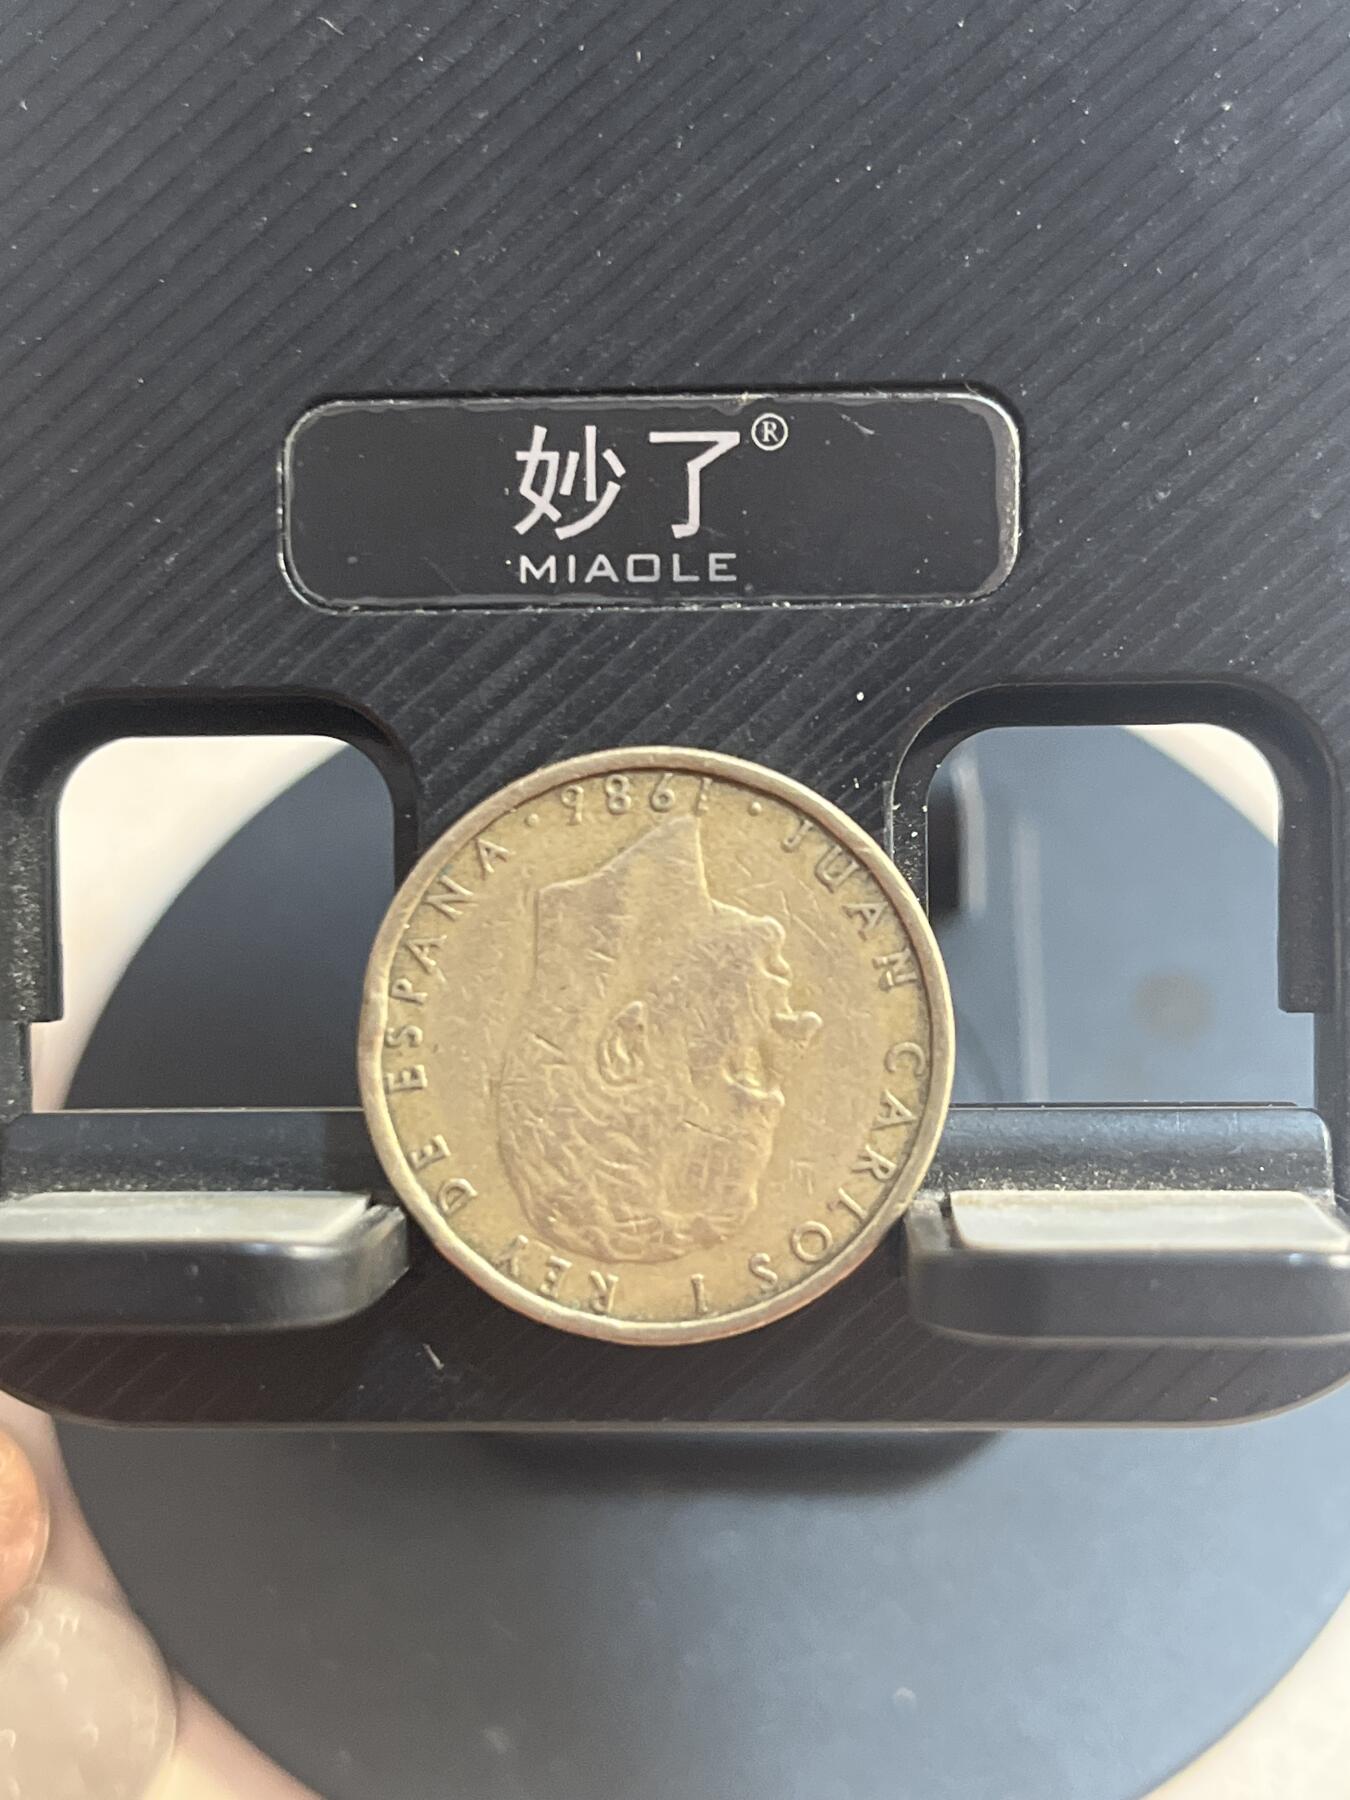 妙了®
MIAOLE
JUAN CARLOS I REY DE ESPAÑA · 1986 ·